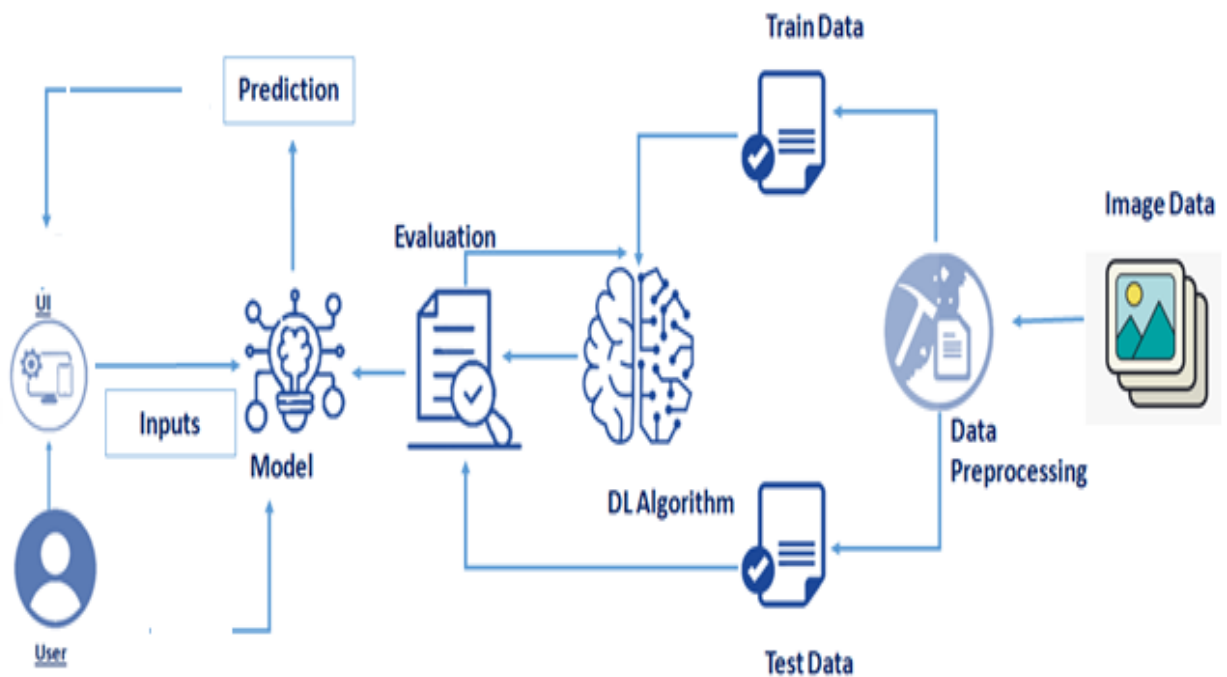 Train Data
Prediction
Image Data
Evaluation
UI
Inputs
Model
Data
Preprocessing
DL Algorithm
User
Test Data